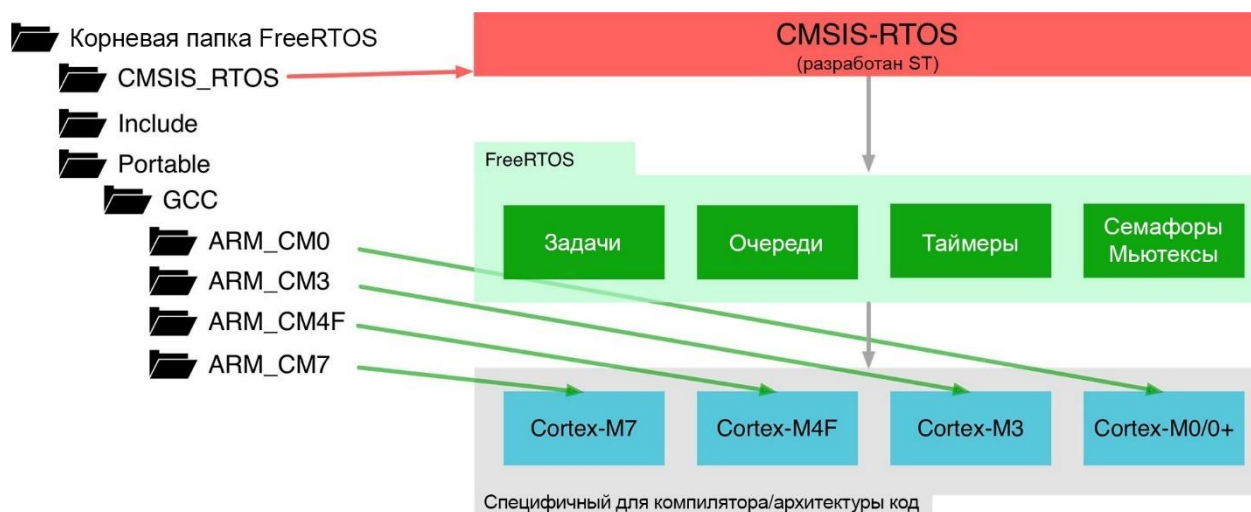 Корневая папка FreeRTOS
CMSIS_RTOS
Include
Portable
GCC
ARM_CM0
ARM_CM3
ARM_CM4F
ARM_CM7
CMSIS-RTOS
(разработан ST)
FreeRTOS
Задачи
Очереди
Таймеры
Семафоры
Мьютексы
Cortex-M7
Cortex-M4F
Cortex-M3
Cortex-M0/0+
Специфичный для компилятора/архитектуры код